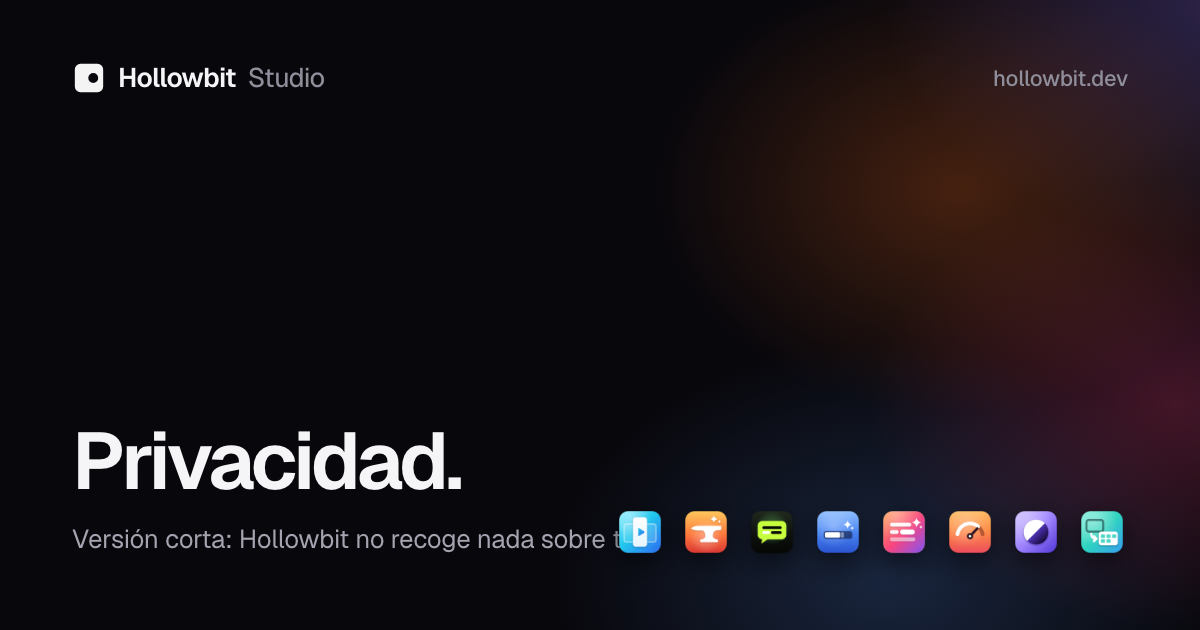 Hollowbit Studio
hollowbit.dev
Privacidad.
Versión corta: Hollowbit no recoge nada sobre